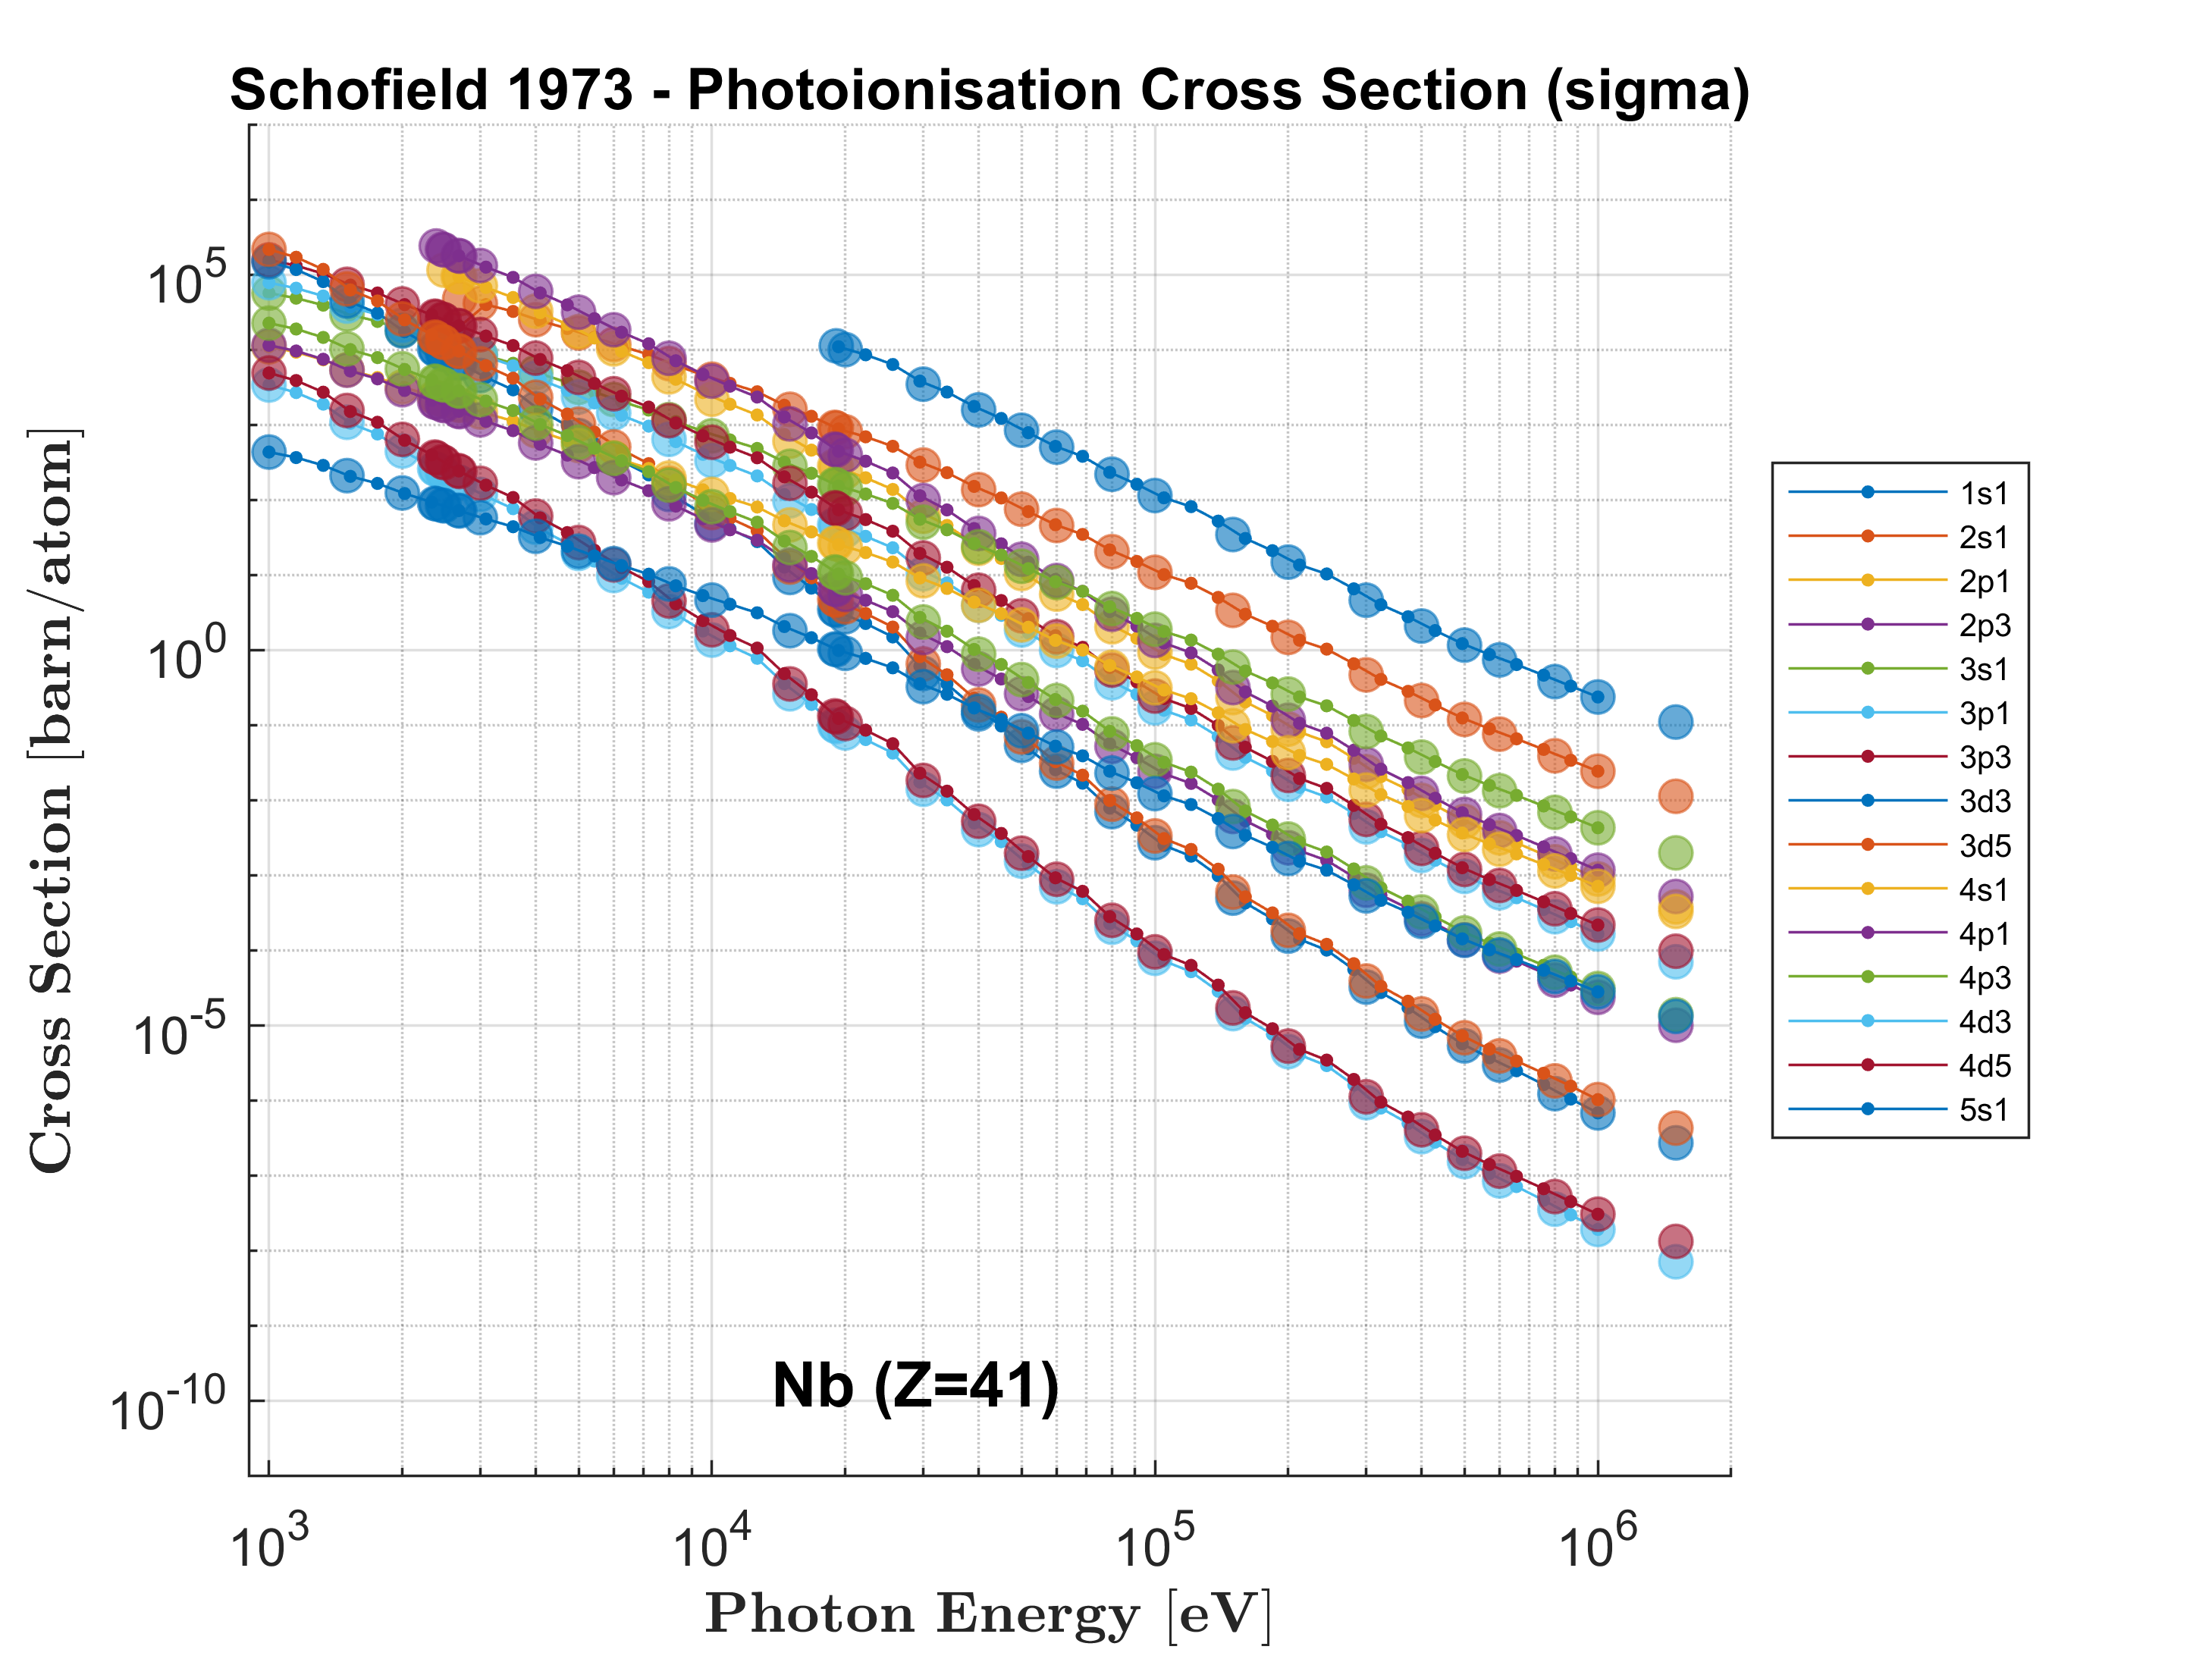 Schofield 1973 - Photoionisation Cross Section (sigma)
Cross Section [barn/atom]
10^5
10^0
10^-5
10^-10
Nb (Z=41)
10^3 10^4 10^5 10^6
Photon Energy [eV]
1s1
2s1
2p1
2p3
3s1
3p1
3p3
3d3
3d5
4s1
4p1
4p3
4d3
4d5
5s1